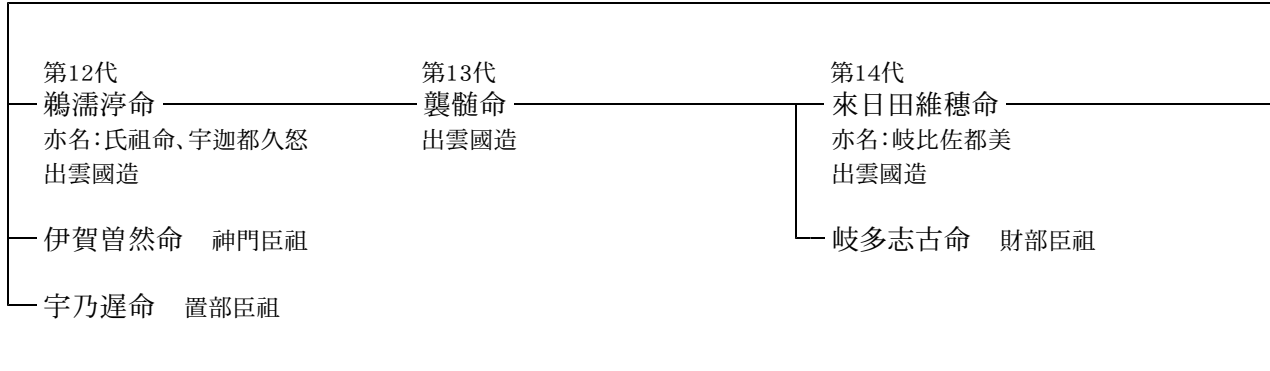 第12代
鵜濡渟命
亦名:氏祖命、宇迦都久怒
出雲國造
伊賀曽然命 神門臣祖
宇乃遅命 置部臣祖
第13代
襲髄命
出雲國造
第14代
來日田維穂命
亦名:岐比佐都美
出雲國造
岐多志古命 財部臣祖